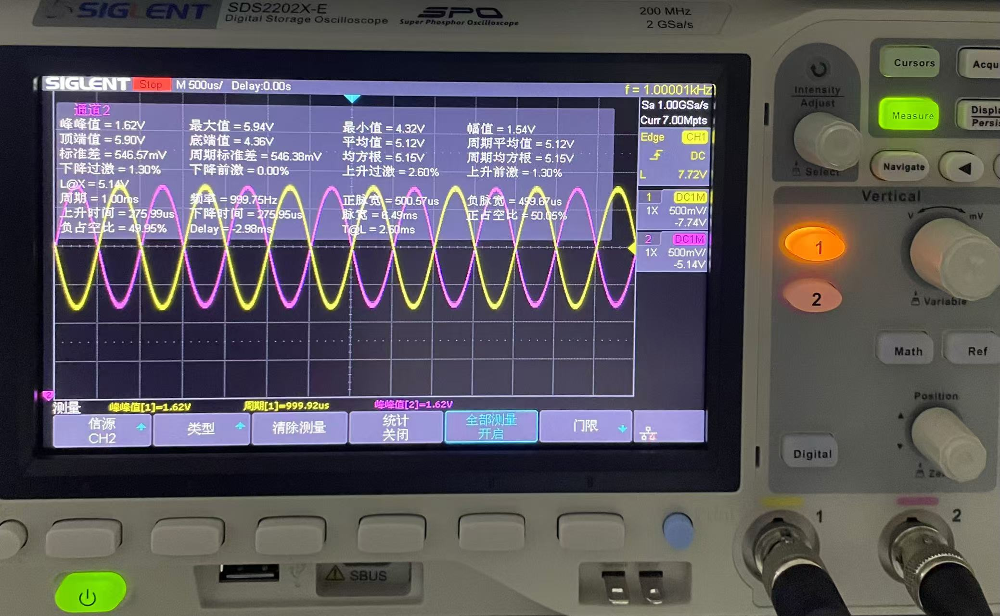 SIGLENT SDS2202X-E
Digital Storage Oscilloscope
SPO
Super Phosphor Oscilloscope
200 MHz
2 GSa/s
SIGLENT Stop M 500us/ Delay:0.00s f = 1.00001kHz
Sa 1.00GSa/s
Curr 7.00Mpts
Edge CH1
DC
L 7.72V
1 DC1M
1X 500mV/
-7.74V
2 DC1M
1X 500mV/
-5.14V
通道2
峰峰值 = 1.62V 最大值 = 5.94V 最小值 = 4.32V 幅值 = 1.54V
顶端值 = 5.90V 底端值 = 4.36V 平均值 = 5.12V 周期平均值 = 5.12V
标准差 = 546.57mV 周期标准差 = 546.38mV 均方根 = 5.15V 周期均方根 = 5.15V
下降过激 = 1.30% 下降前激 = 0.00% 上升过激 = 2.60% 上升前激 = 1.30%
L@X = 5.14V
周期 = 1.00ms 频率 = 999.75Hz 正脉宽 = 500.57us 负脉宽 = 499.67us
上升时间 = 275.99us 下降时间 = 275.95us 脉宽 = 6.49ms 正占空比 = 50.05%
负占空比 = 49.95% Delay = -2.98ms T@L = 2.50ms
2
测量 峰峰值[1]=1.62V 周期[1]=999.92us 峰峰值[2]=1.62V
信源
CH2
类型
清除测量
统计
关闭
全部测量
开启
门限
Cursors
Acqu
Intensity
Adjust
Select
Measure
Displ
Persi
Navigate
Vertical
V mV
1
Variable
2
Math
Ref
Position
Digital
Ze
1
2
SBUS